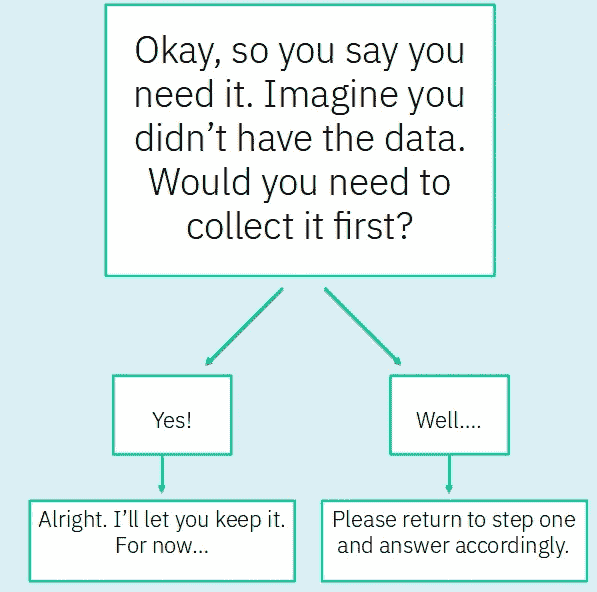 Okay, so you say you
need it. Imagine you
didn’t have the data.
Would you need to
collect it first?
Yes!
Well....
Alright. I’ll let you keep it.
For now...
Please return to step one
and answer accordingly.